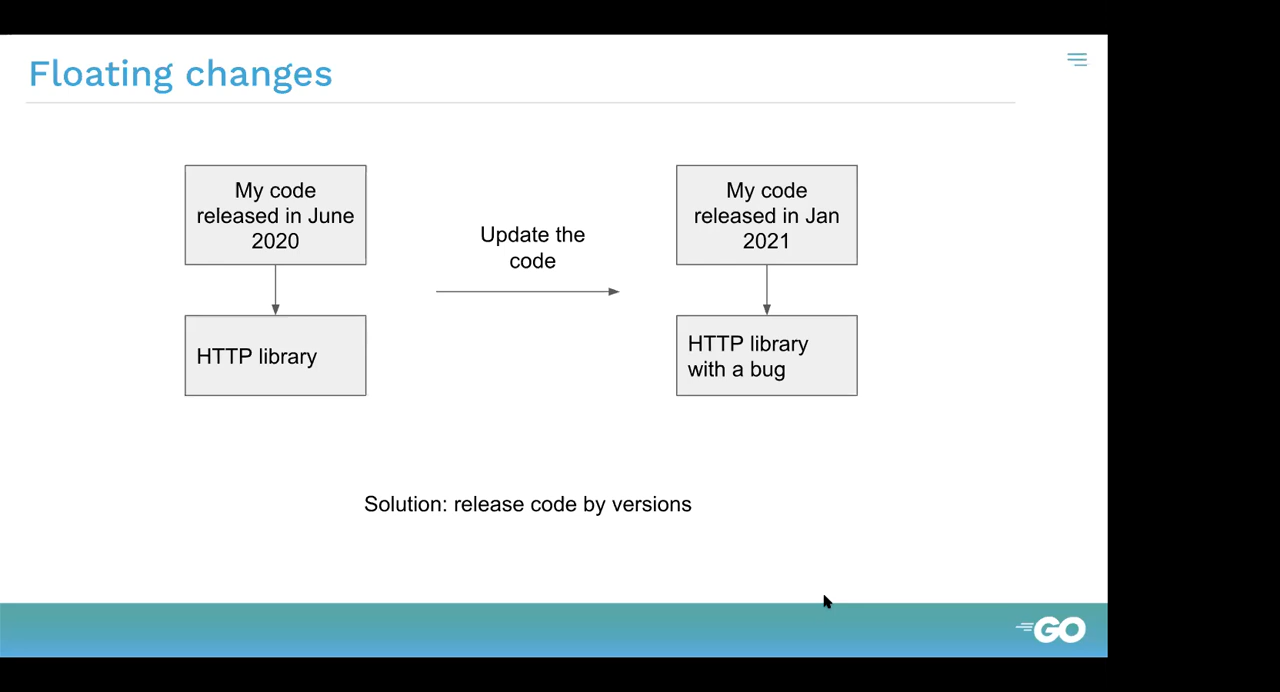 Floating changes
My code
released in June
2020
HTTP library
Update the
code
My code
released in Jan
2021
HTTP library
with a bug
Solution: release code by versions
GO